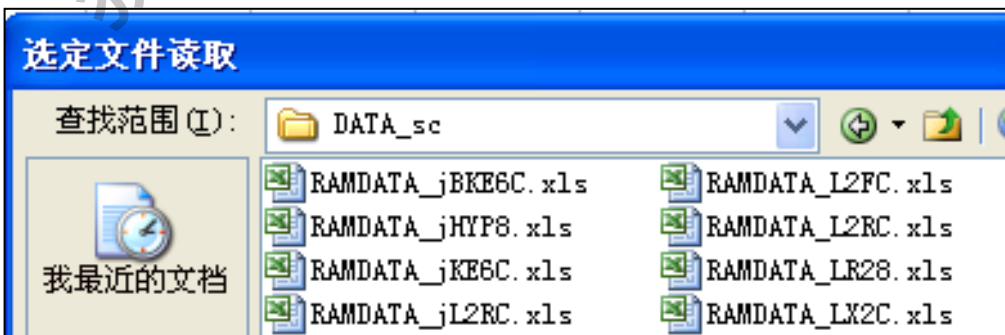 选定文件读取
查找范围(I):
DATA_sc
RAMDATA_jBKE6C.xls
RAMDATA_L2FC.xls
RAMDATA_jHYP8.xls
RAMDATA_L2RC.xls
RAMDATA_jKE6C.xls
RAMDATA_LR28.xls
RAMDATA_jL2RC.xls
RAMDATA_LX2C.xls
我最近的文档